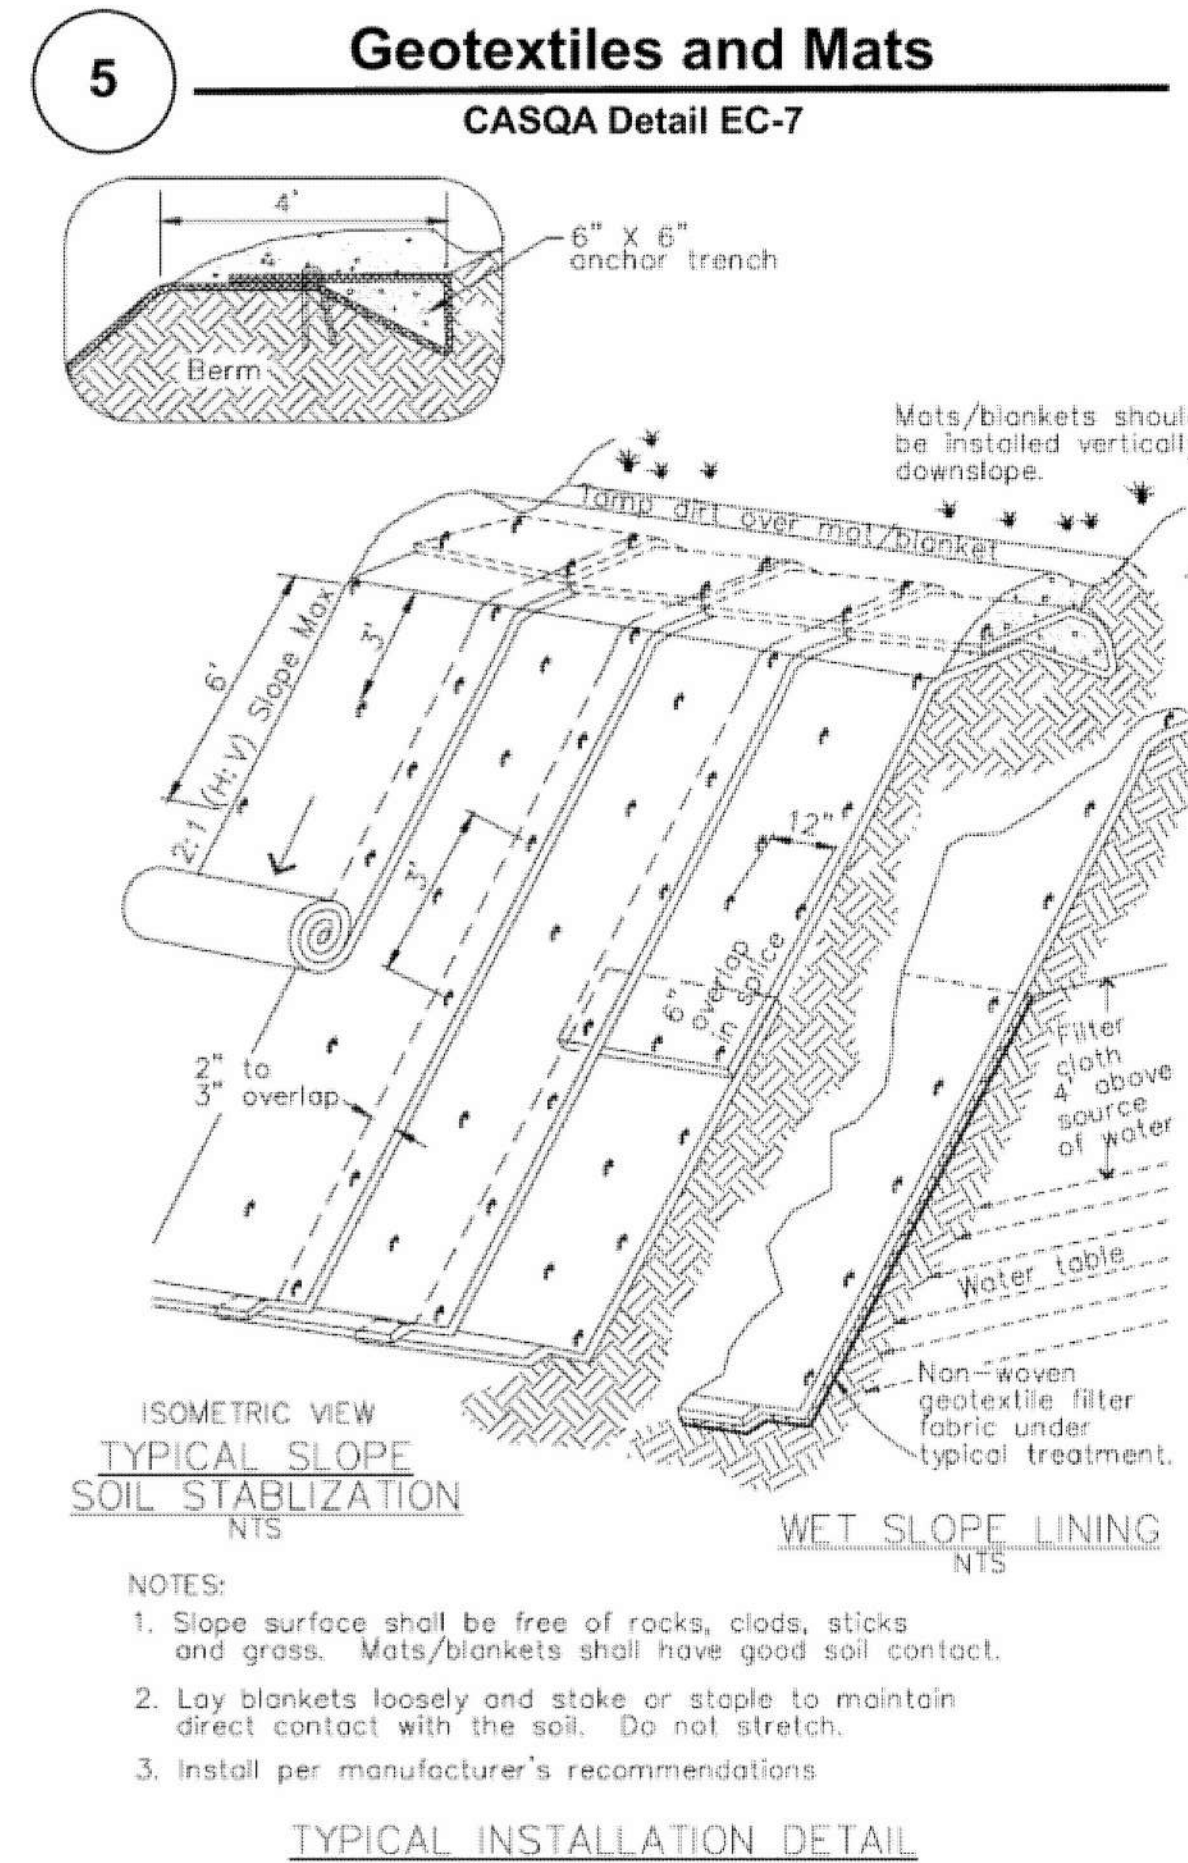 5
Geotextiles and Mats
CASQA Detail EC-7
4'
6" X 6"
anchor trench
Berm
Mats/blankets shoul
be installed verticall
downslope.
Tamp dirt over mat/blanket
6'
2:1 (H:V) Slope Max
3'
3'
12"
6" overlap
in splice
2" to
3" overlap
Filter
cloth
4' above
source
of water
Water table
Non-woven
geotextile filter
fabric under
typical treatment.
ISOMETRIC VIEW
TYPICAL SLOPE
SOIL STABLIZATION
NTS
WET SLOPE LINING
NTS
NOTES:
1. Slope surface shall be free of rocks, clods, sticks
and grass. Mats/blankets shall have good soil contact.
2. Lay blankets loosely and stake or staple to maintain
direct contact with the soil. Do not stretch.
3. Install per manufacturer's recommendations
TYPICAL INSTALLATION DETAIL